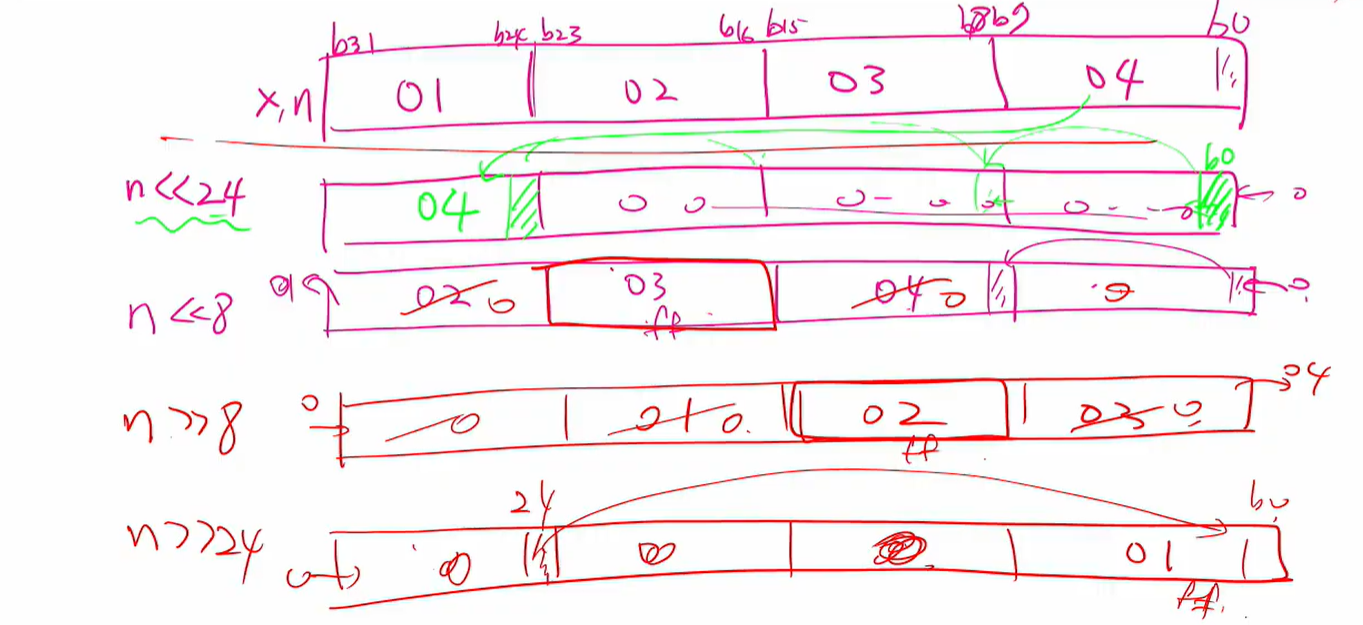 b31 b24 b23 b16 b15 b8 b7 b0
x,n 01 02 03 04
b0
n<<24 04 0 0 0 - 0 0 0 - - 0 0
n<<8 01 02 0 03 04 0 0 0
ff
n>>8 0 0 01 0 02 03 0 04
ff
24 b0
n>>24 0 0 0 01
ff